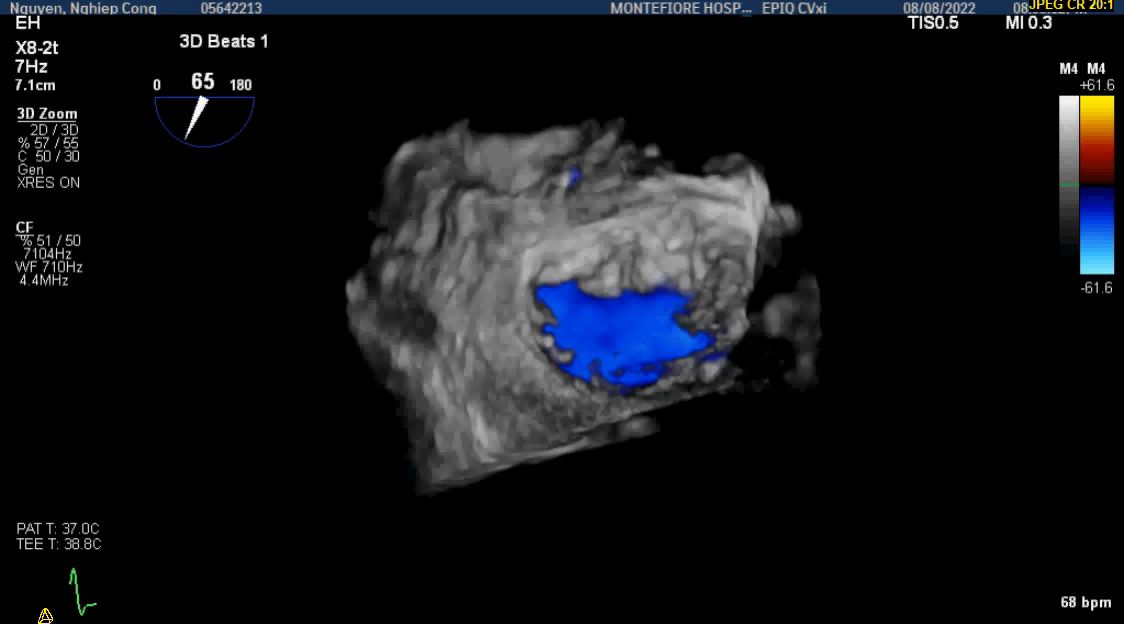 Nguyen, Nghiep Cong 05642213 MONTEFIORE HOSP... EPIQ CVxi 08/08/2022
JPEG CR 20:1
EH TIS0.5 MI 0.3
X8-2t
7Hz
7.1cm
3D Beats 1
0 65 180
3D Zoom
2D / 3D
% 57 / 55
C 50 / 30
Gen
XRES ON
CF
% 51 / 50
7104Hz
WF 710Hz
4.4MHz
M4 M4
+61.6
-61.6
PAT T: 37.0C
TEE T: 38.8C
68 bpm